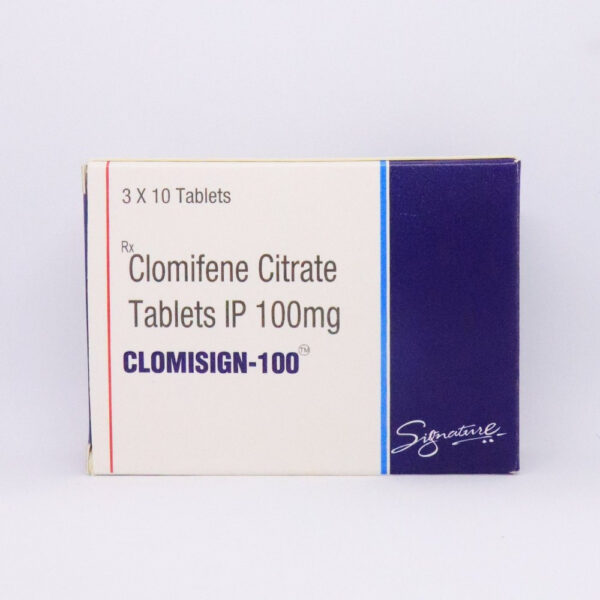 3 X 10 Tablets
Rx
Clomifene Citrate
Tablets IP 100mg
CLOMISIGN-100™
Signature